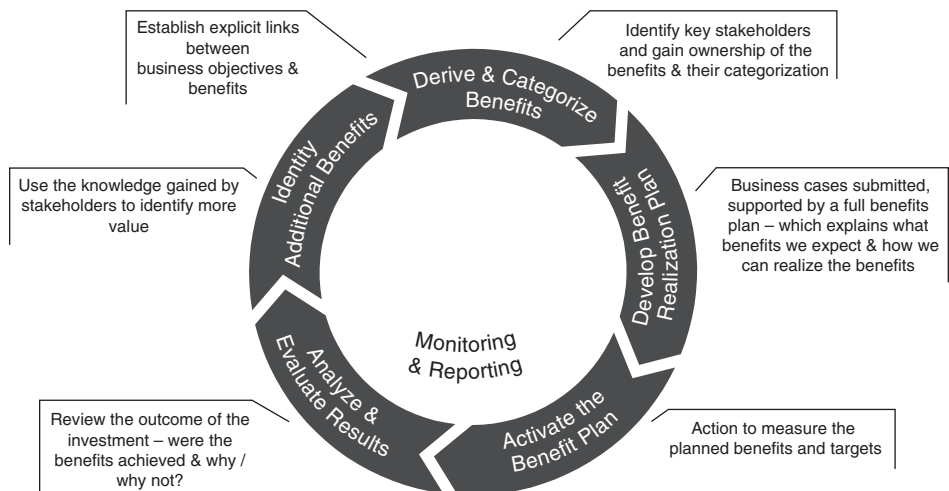 Establish explicit links
between
business objectives &
benefits
Identify key stakeholders
and gain ownership of the
benefits & their categorization
Derive & Categorize
Benefits
Identity
Additional Benefits
Develop Benefit
Realization Plan
Use the knowledge gained by
stakeholders to identify more
value
Business cases submitted,
supported by a full benefits
plan – which explains what
benefits we expect & how we
can realize the benefits
Monitoring
& Reporting
Analyze &
Evaluate Results
Activate the
Benefit Plan
Review the outcome of the
investment – were the
benefits achieved & why /
why not?
Action to measure the
planned benefits and targets